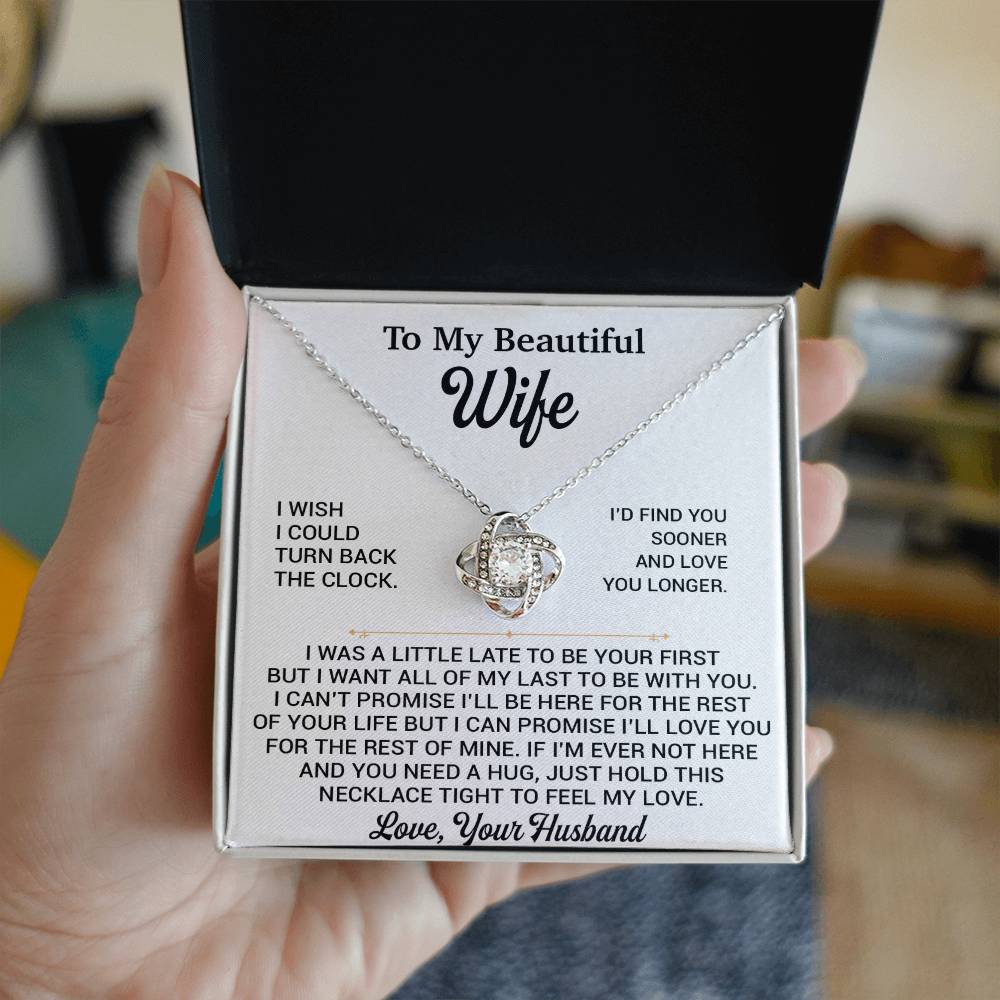 To My Beautiful
Wife
I WISH
I COULD
TURN BACK
THE CLOCK.
I'D FIND YOU
SOONER
AND LOVE
YOU LONGER.
I WAS A LITTLE LATE TO BE YOUR FIRST
BUT I WANT ALL OF MY LAST TO BE WITH YOU.
I CAN'T PROMISE I'LL BE HERE FOR THE REST
OF YOUR LIFE BUT I CAN PROMISE I'LL LOVE YOU
FOR THE REST OF MINE. IF I'M EVER NOT HERE
AND YOU NEED A HUG, JUST HOLD THIS
NECKLACE TIGHT TO FEEL MY LOVE.
Love, Your Husband